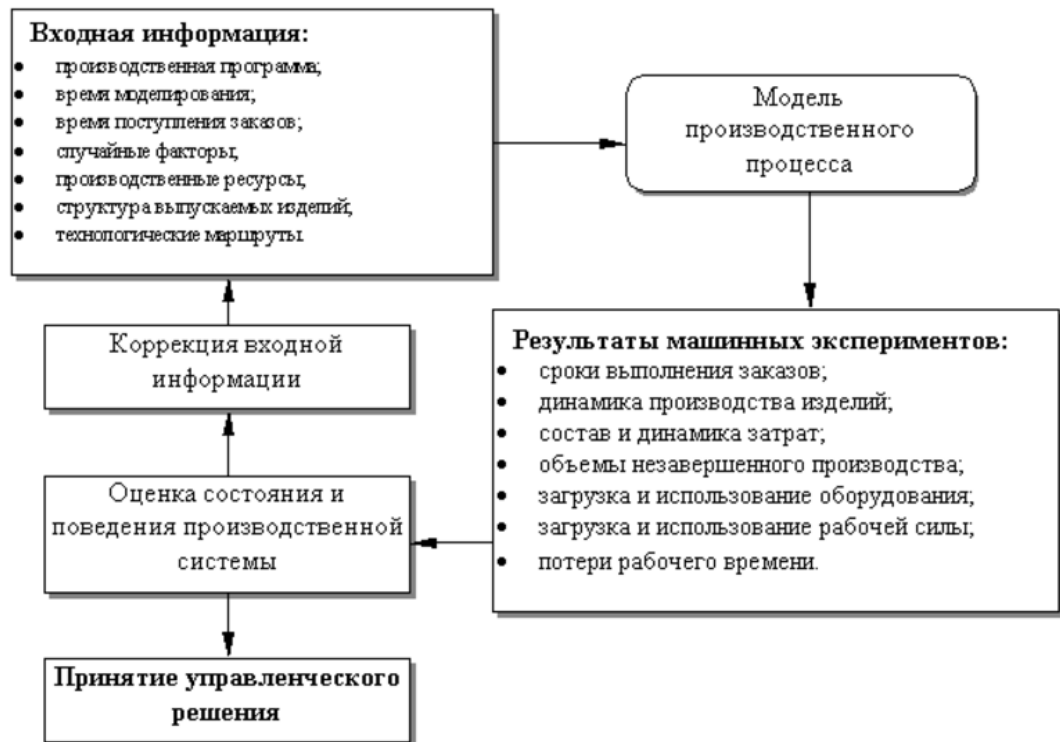 Входная информация:
• производственная программа;
• время моделирования;
• время поступления заказов;
• случайные факторы;
• производственные ресурсы;
• структура выпускаемых изделий;
• технологические маршруты.
Модель
производственного
процесса
Результаты машинных экспериментов:
• сроки выполнения заказов;
• динамика производства изделий;
• состав и динамика затрат;
• объемы незавершенного производства;
• загрузка и использование оборудования;
• загрузка и использование рабочей силы;
• потери рабочего времени.
Коррекция входной
информации
Оценка состояния и
поведения производственной
системы
Принятие управленческого
решения